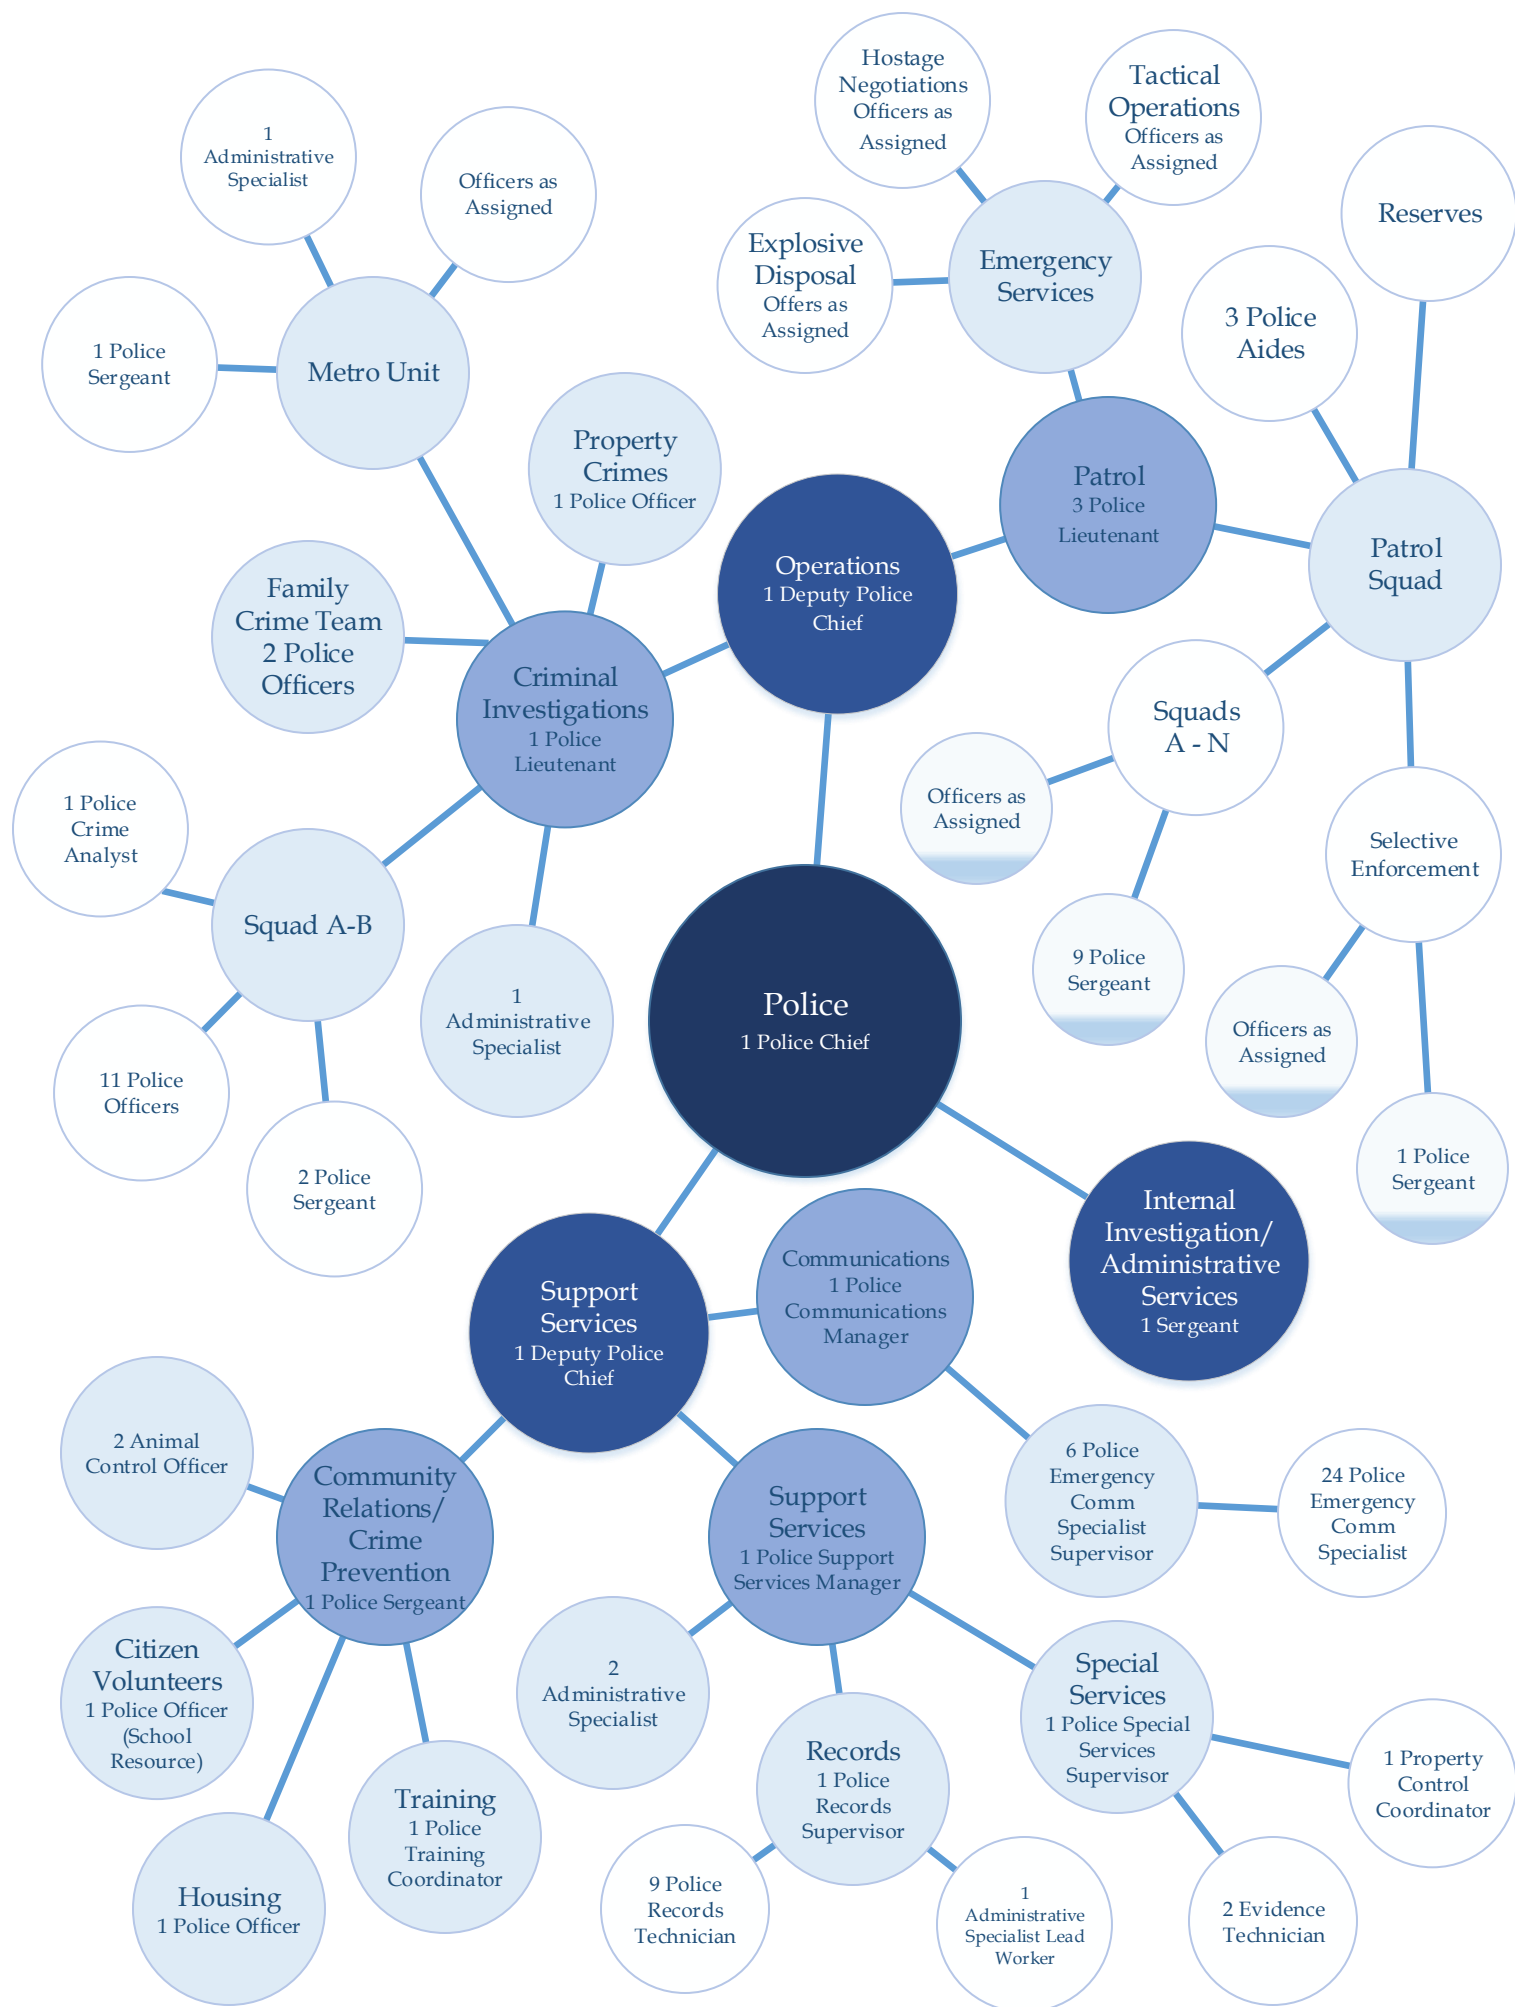 Hostage
Negotiations
Officers as
Assigned
Tactical
Operations
Officers as
Assigned
1
Administrative
Specialist
Officers as
Assigned
Reserves
Explosive
Disposal
Offers as
Assigned
Emergency
Services
3 Police
Aides
1 Police
Sergeant
Metro Unit
Property
Crimes
1 Police Officer
Patrol
3 Police
Lieutenant
Operations
1 Deputy Police
Chief
Patrol
Squad
Family
Crime Team
2 Police
Officers
Criminal
Investigations
1 Police
Lieutenant
Squads
A - N
1 Police
Crime
Analyst
Officers as
Assigned
Selective
Enforcement
Squad A-B
9 Police
Sergeant
1
Administrative
Specialist
Police
1 Police Chief
Officers as
Assigned
11 Police
Officers
2 Police
Sergeant
1 Police
Sergeant
Internal
Investigation/
Administrative
Services
1 Sergeant
Communications
1 Police
Communications
Manager
Support
Services
1 Deputy Police
Chief
2 Animal
Control Officer
Community
Relations/
Crime
Prevention
1 Police Sergeant
Support
Services
1 Police Support
Services Manager
6 Police
Emergency
Comm
Specialist
Supervisor
24 Police
Emergency
Comm
Specialist
Citizen
Volunteers
1 Police Officer
(School
Resource)
2
Administrative
Specialist
Special
Services
1 Police Special
Services
Supervisor
Records
1 Police
Records
Supervisor
1 Property
Control
Coordinator
Training
1 Police
Training
Coordinator
Housing
1 Police Officer
9 Police
Records
Technician
1
Administrative
Specialist Lead
Worker
2 Evidence
Technician